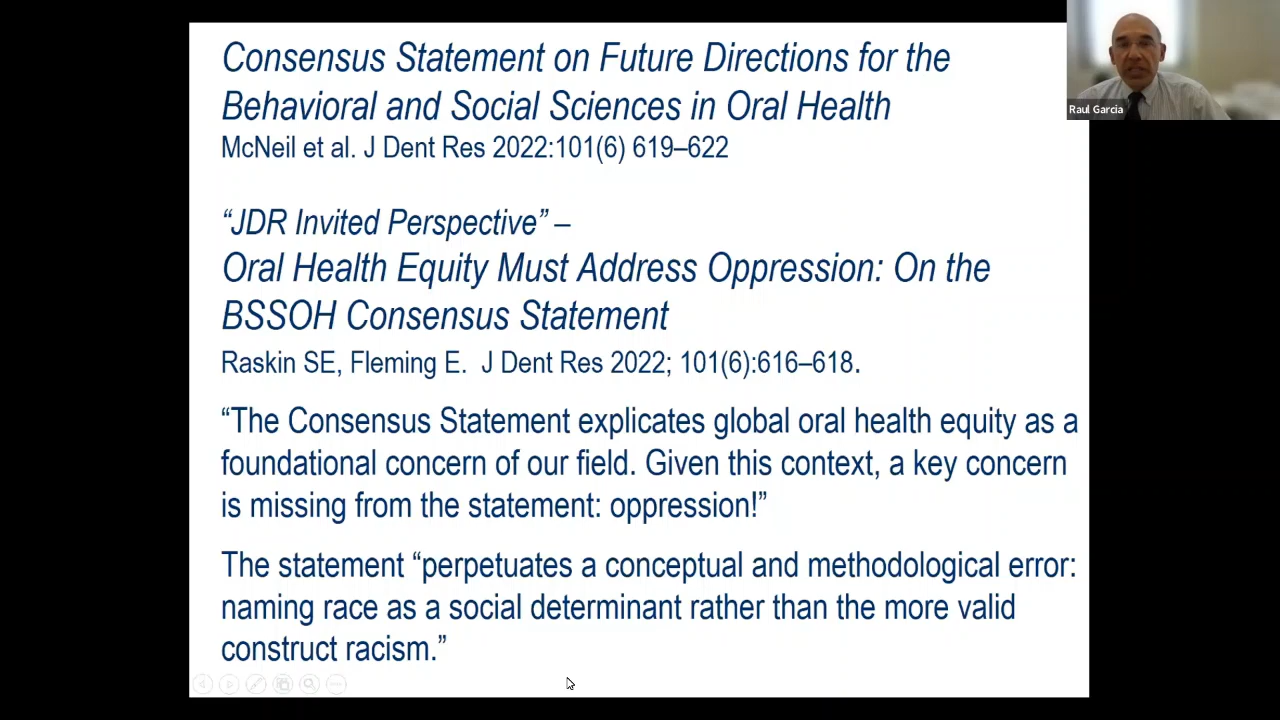 Consensus Statement on Future Directions for the
Behavioral and Social Sciences in Oral Health
McNeil et al. J Dent Res 2022:101(6) 619–622
“JDR Invited Perspective” –
Oral Health Equity Must Address Oppression: On the
BSSOH Consensus Statement
Raskin SE, Fleming E. J Dent Res 2022; 101(6):616–618.
“The Consensus Statement explicates global oral health equity as a
foundational concern of our field. Given this context, a key concern
is missing from the statement: oppression!”
The statement “perpetuates a conceptual and methodological error:
naming race as a social determinant rather than the more valid
construct racism.”
Raul Garcia